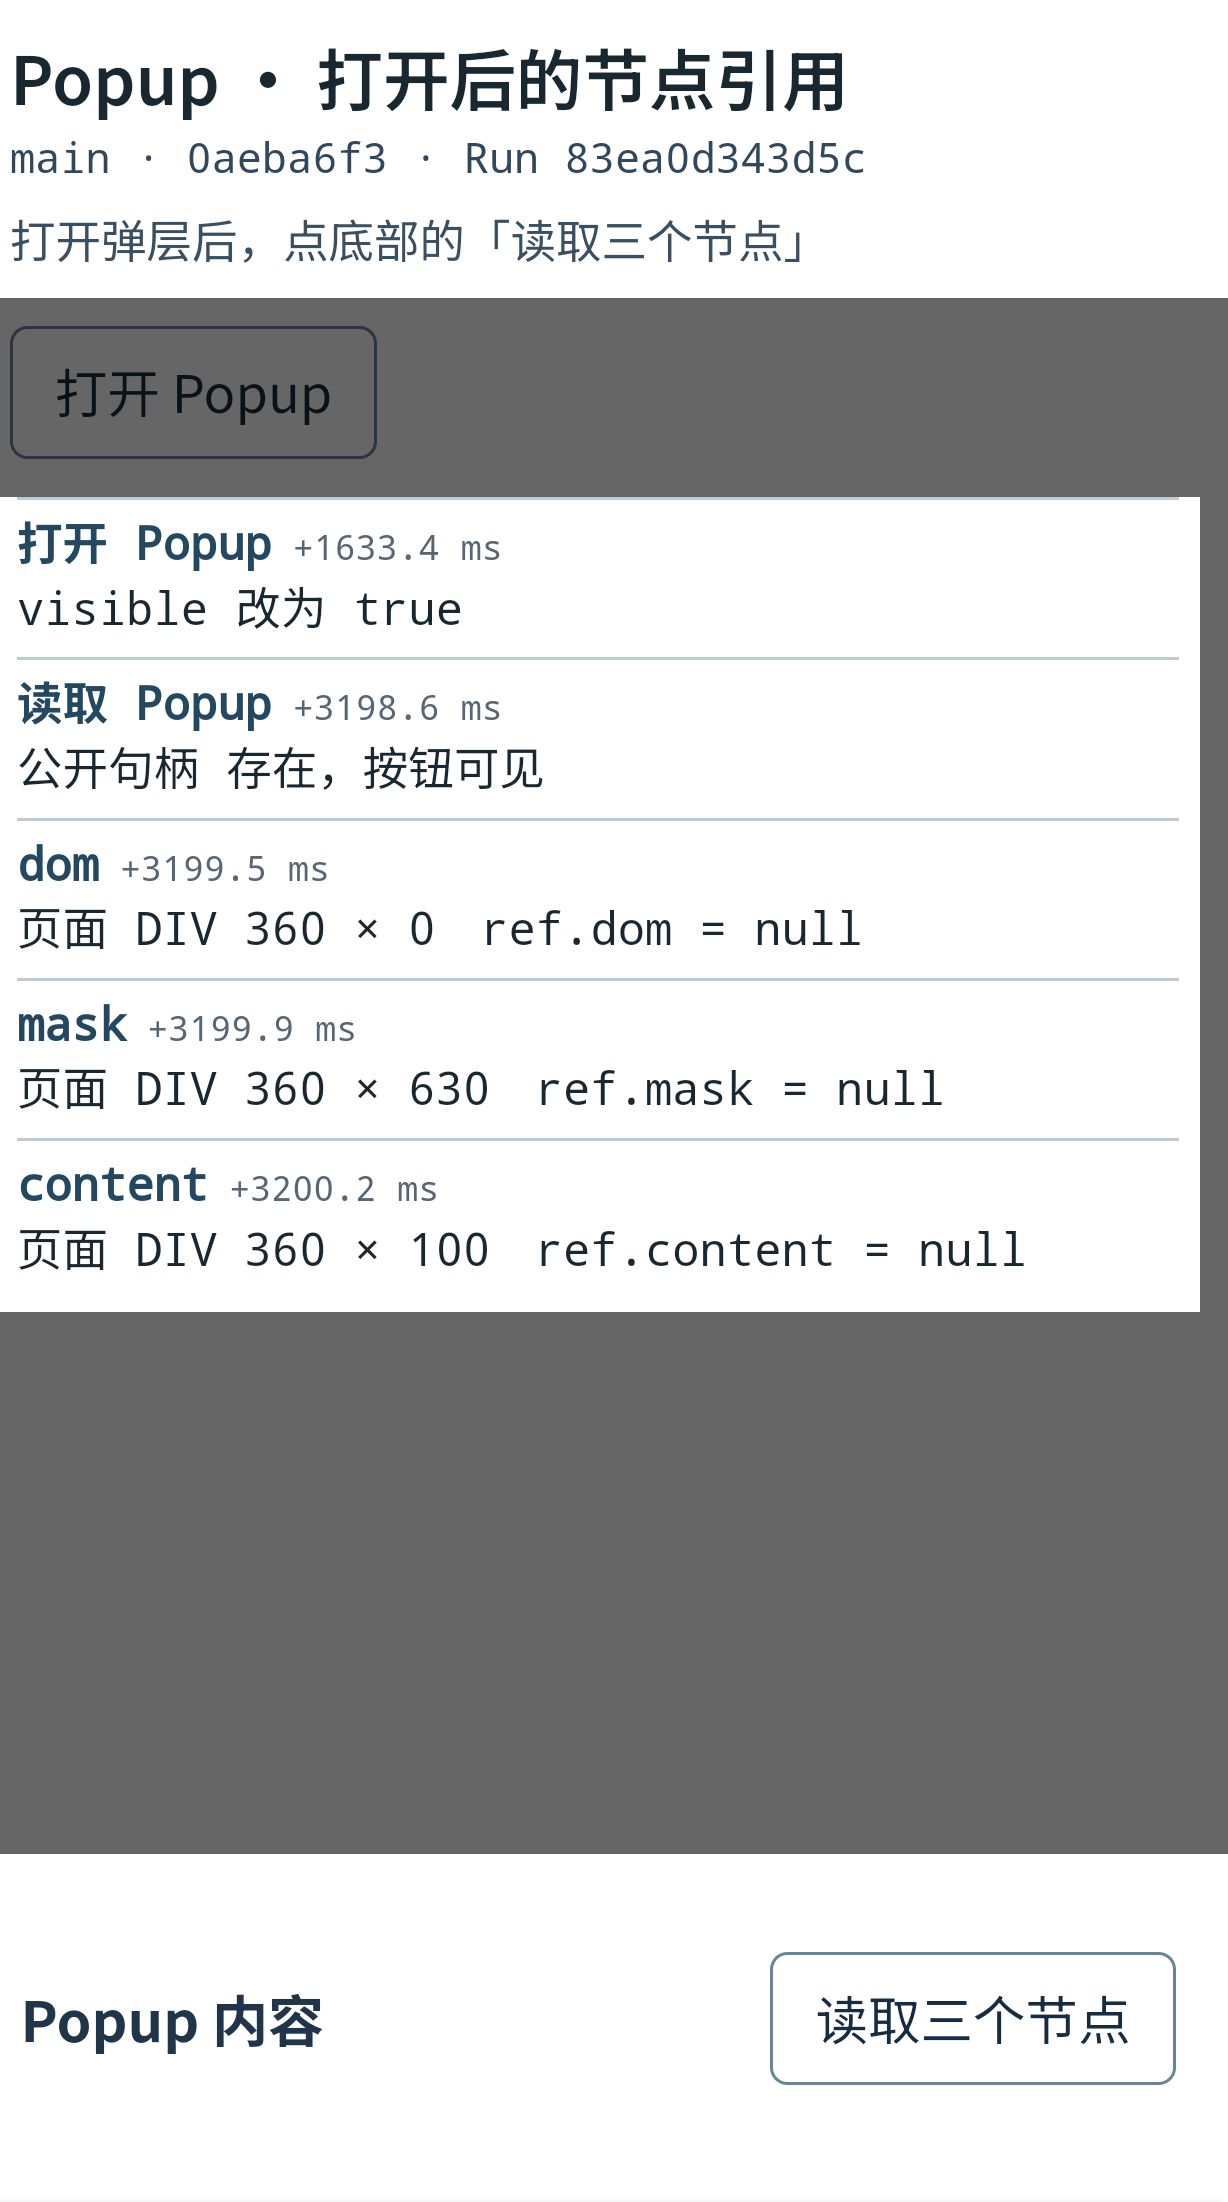 Popup · 打开后的节点引用
main · 0aeba6f3 · Run 83ea0d343d5c
打开弹层后，点底部的「读取三个节点」
打开 Popup
打开 Popup +1633.4 ms
visible 改为 true
读取 Popup +3198.6 ms
公开句柄 存在，按钮可见
dom +3199.5 ms
页面 DIV 360 × 0 ref.dom = null
mask +3199.9 ms
页面 DIV 360 × 630 ref.mask = null
content +3200.2 ms
页面 DIV 360 × 100 ref.content = null
Popup 内容
读取三个节点